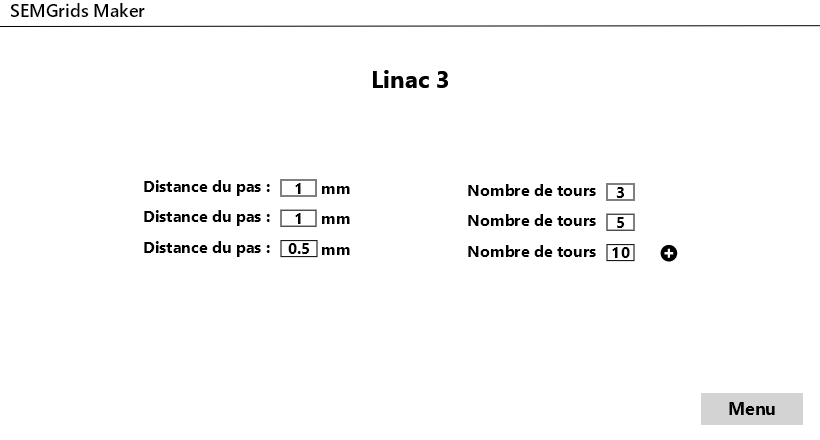 SEMGrids Maker
Linac 3
Distance du pas : 1 mm Nombre de tours 3
Distance du pas : 1 mm Nombre de tours 5
Distance du pas : 0.5 mm Nombre de tours 10
Menu